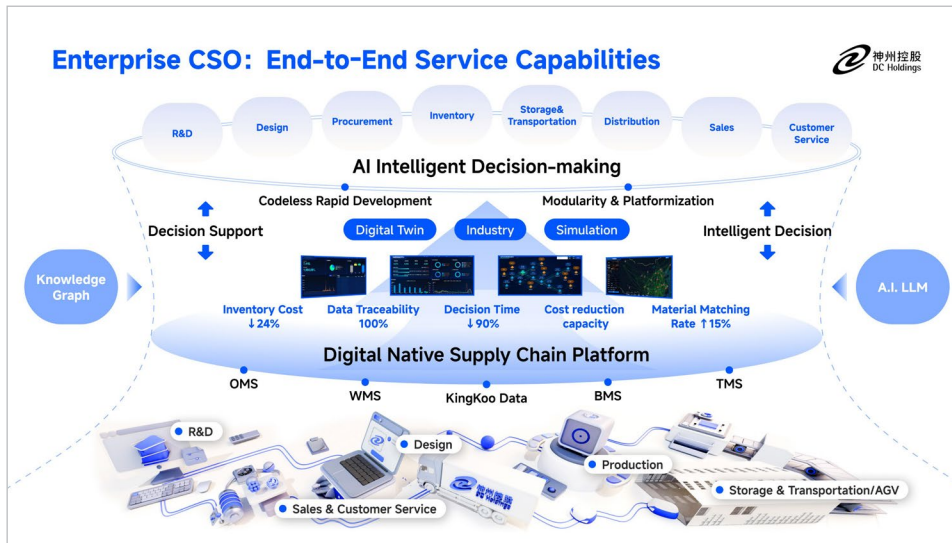 Enterprise CSO: End-to-End Service Capabilities
神州控股
DC Holdings
R&D
Design
Procurement
Inventory
Storage&
Transportation
Distribution
Sales
Customer
Service
AI Intelligent Decision-making
Codeless Rapid Development
Modularity & Platformization
Decision Support
Intelligent Decision
Digital Twin
Industry
Simulation
Knowledge
Graph
A.I. LLM
Inventory Cost
↓24%
Data Traceability
100%
Decision Time
↓90%
Cost reduction
capacity
Material Matching
Rate ↑15%
Digital Native Supply Chain Platform
OMS
WMS
KingKoo Data
BMS
TMS
R&D
Design
Production
Storage & Transportation/AGV
Sales & Customer Service
DC Holdings